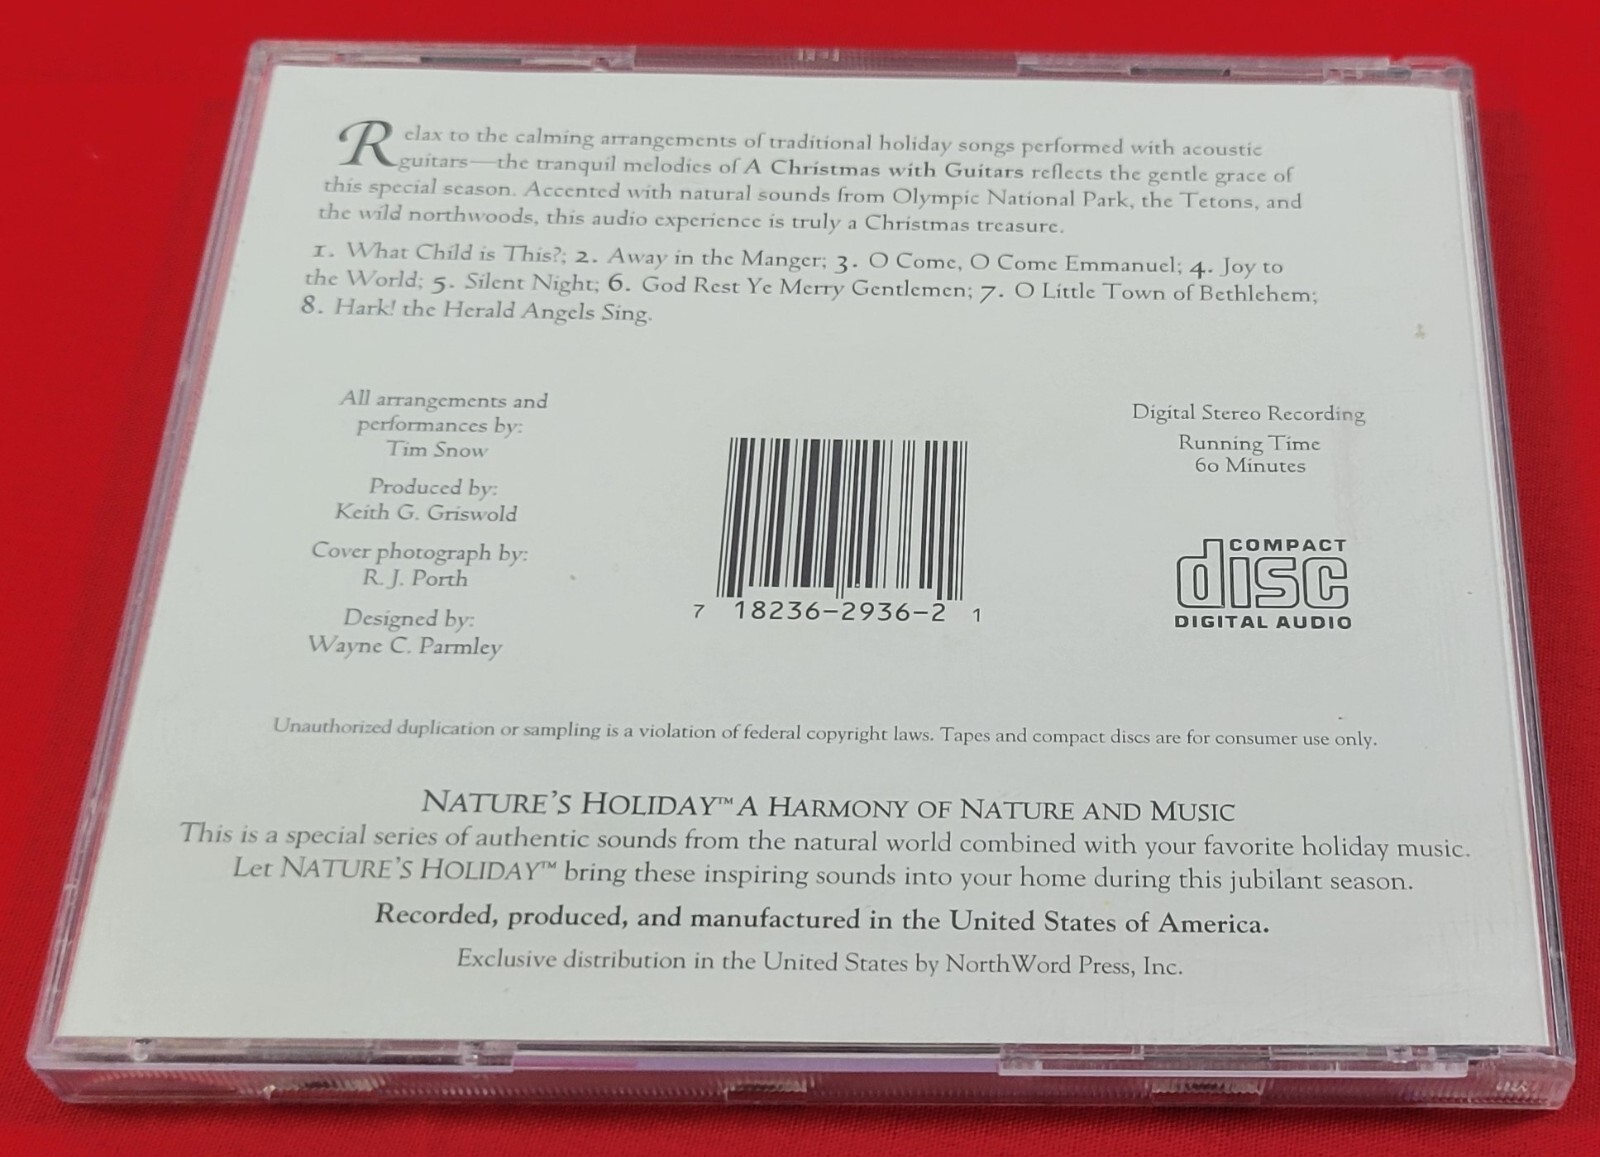 Relax to the calming arrangements of traditional holiday songs performed with acoustic
guitars—the tranquil melodies of A Christmas with Guitars reflects the gentle grace of
this special season. Accented with natural sounds from Olympic National Park, the Tetons, and
the wild northwoods, this audio experience is truly a Christmas treasure.
1. What Child is This?; 2. Away in the Manger; 3. O Come, O Come Emmanuel; 4. Joy to
the World; 5. Silent Night; 6. God Rest Ye Merry Gentlemen; 7. O Little Town of Bethlehem;
8. Hark! the Herald Angels Sing.
All arrangements and
performances by:
Tim Snow
Produced by:
Keith G. Griswold
Cover photograph by:
R. J. Porth
Designed by:
Wayne C. Parmley
7 18236-2936-2 1
Digital Stereo Recording
Running Time
60 Minutes
COMPACT
disc
DIGITAL AUDIO
Unauthorized duplication or sampling is a violation of federal copyright laws. Tapes and compact discs are for consumer use only.
NATURE'S HOLIDAY™ A HARMONY OF NATURE AND MUSIC
This is a special series of authentic sounds from the natural world combined with your favorite holiday music.
Let NATURE'S HOLIDAY™ bring these inspiring sounds into your home during this jubilant season.
Recorded, produced, and manufactured in the United States of America.
Exclusive distribution in the United States by NorthWord Press, Inc.